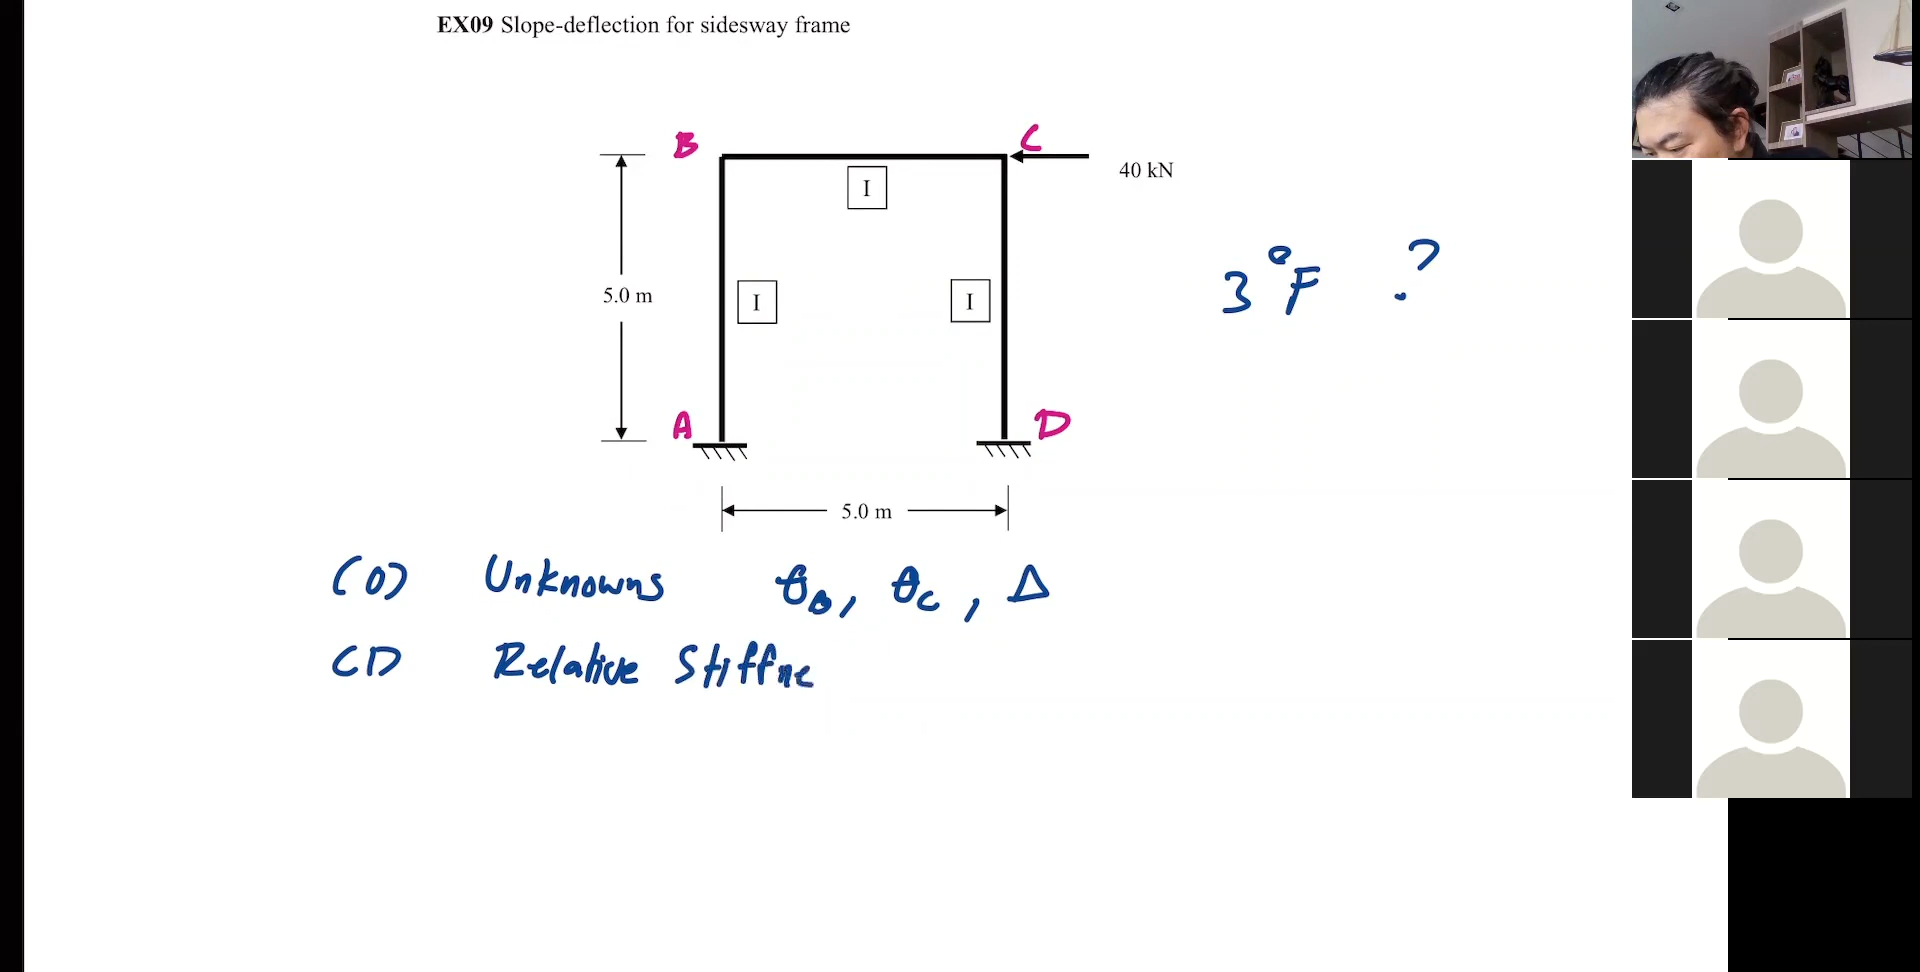 EX09 Slope-deflection for sidesway frame
B
C
40 kN
I
3°F ?
5.0 m
I
I
A
D
5.0 m
(0) Unknowns θB, θC, Δ
(1) Relative Stiffne